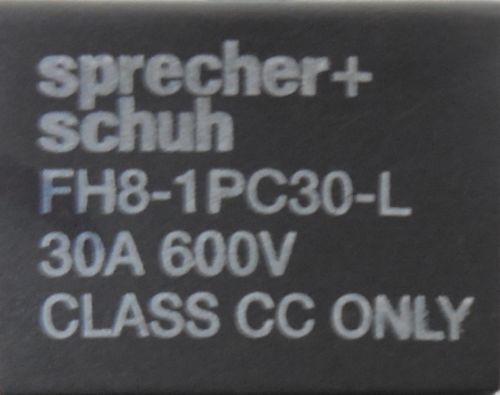 sprecher+
schuh
FH8-1PC30-L
30A 600V
CLASS CC ONLY